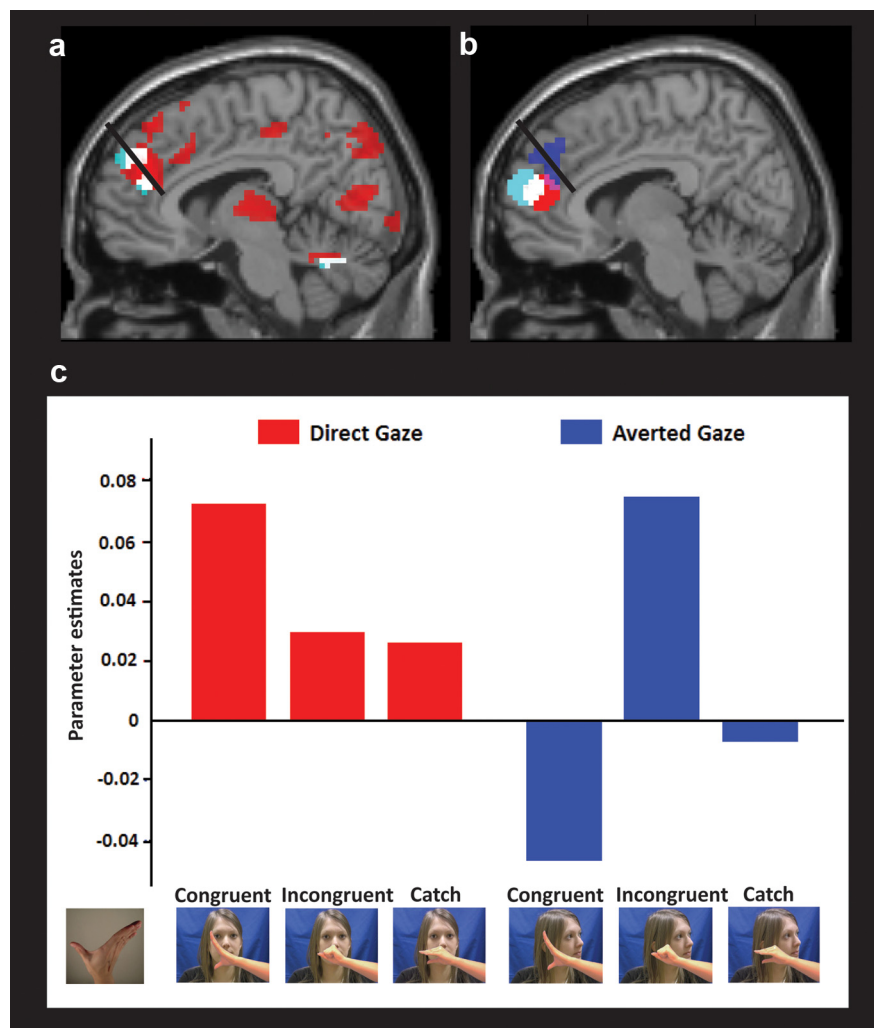 a
b
c
Direct Gaze
Averted Gaze
Parameter estimates
0.08
0.06
0.04
0.02
0
-0.02
-0.04
Congruent Incongruent Catch
Congruent Incongruent Catch